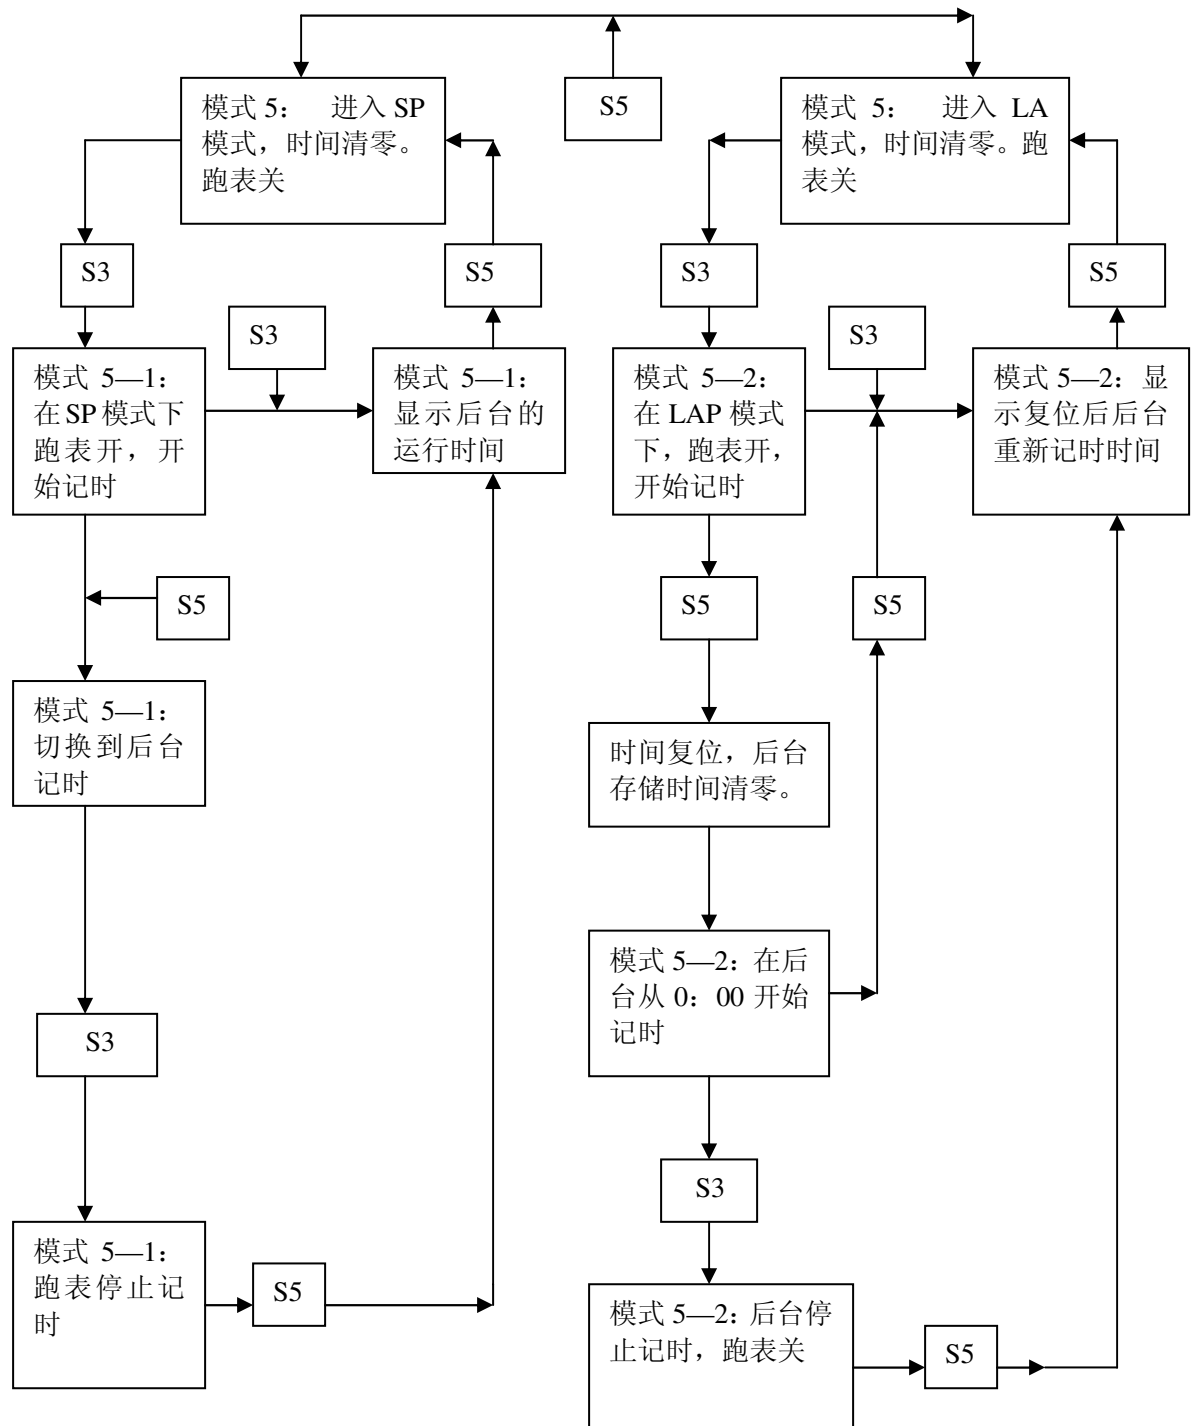 S5
模式 5： 进入 SP
模式，时间清零。
跑表关
S3
S5
S3
模式 5—1：
在 SP 模式下
跑表开，开
始记时
模式 5—1：
显示后台的
运行时间
S5
模式 5—1：
切换到后台
记时
S3
模式 5—1：
跑表停止记
时
S5
模式 5： 进入 LA
模式，时间清零。跑
表关
S3
S5
S3
模式 5—2：
在 LAP 模式
下，跑表开，
开始记时
模式 5—2：显
示复位后后台
重新记时时间
S5
S5
时间复位，后台
存储时间清零。
模式 5—2：在后
台从 0：00 开始
记时
S3
模式 5—2：后台停
止记时，跑表关
S5